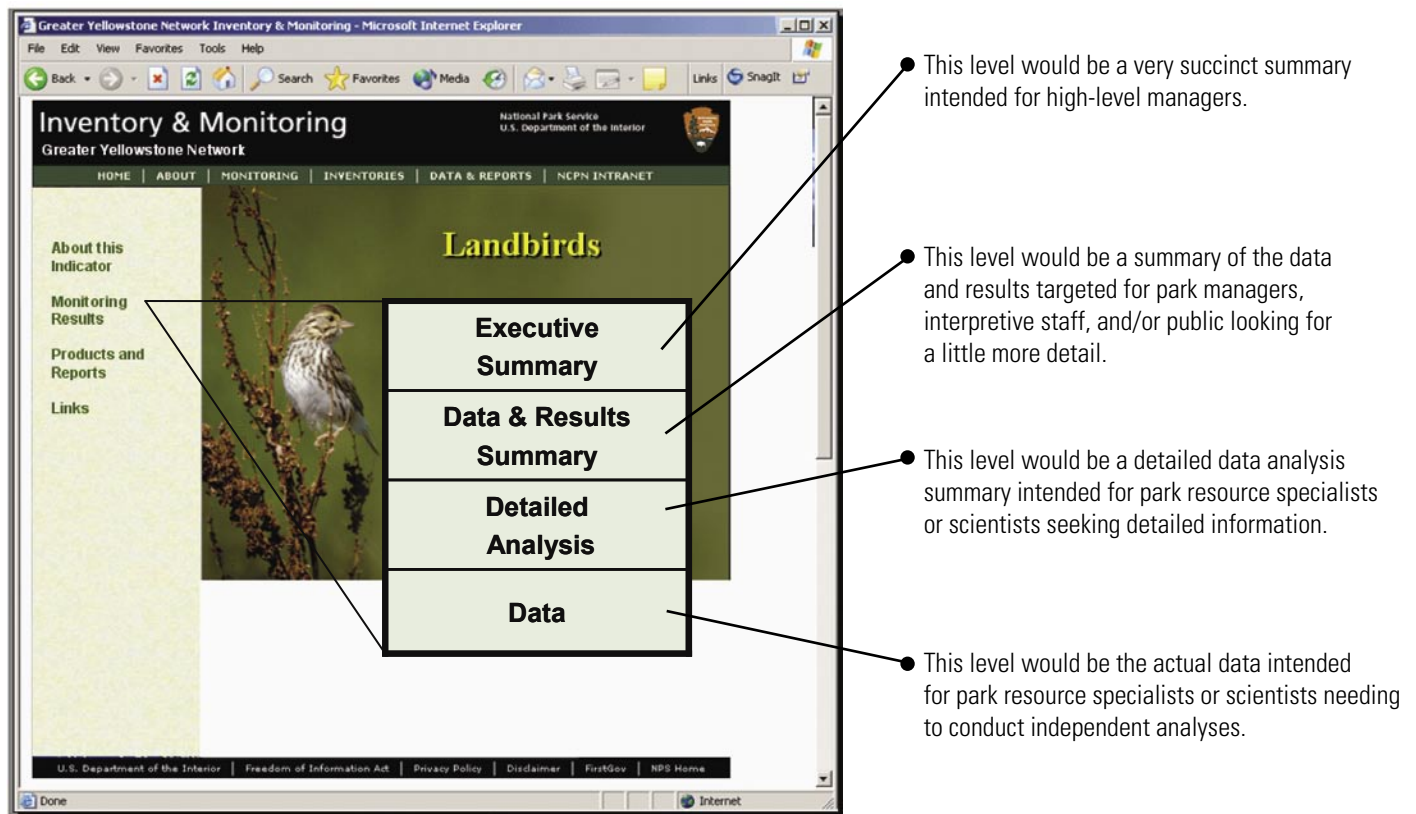 Greater Yellowstone Network Inventory & Monitoring - Microsoft Internet Explorer
File Edit View Favorites Tools Help
Back Search Favorites Media Links SnagIt
Inventory & Monitoring
National Park Service
U.S. Department of the Interior
Greater Yellowstone Network
HOME | ABOUT | MONITORING | INVENTORIES | DATA & REPORTS | NCPN INTRANET
About this
Indicator
Monitoring
Results
Products and
Reports
Links
Landbirds
Executive
Summary
Data & Results
Summary
Detailed
Analysis
Data
This level would be a very succinct summary
intended for high-level managers.
This level would be a summary of the data
and results targeted for park managers,
interpretive staff, and/or public looking for
a little more detail.
This level would be a detailed data analysis
summary intended for park resource specialists
or scientists seeking detailed information.
This level would be the actual data intended
for park resource specialists or scientists needing
to conduct independent analyses.
U.S. Department of the Interior | Freedom of Information Act | Privacy Policy | Disclaimer | FirstGov | NPS Home
Done Internet